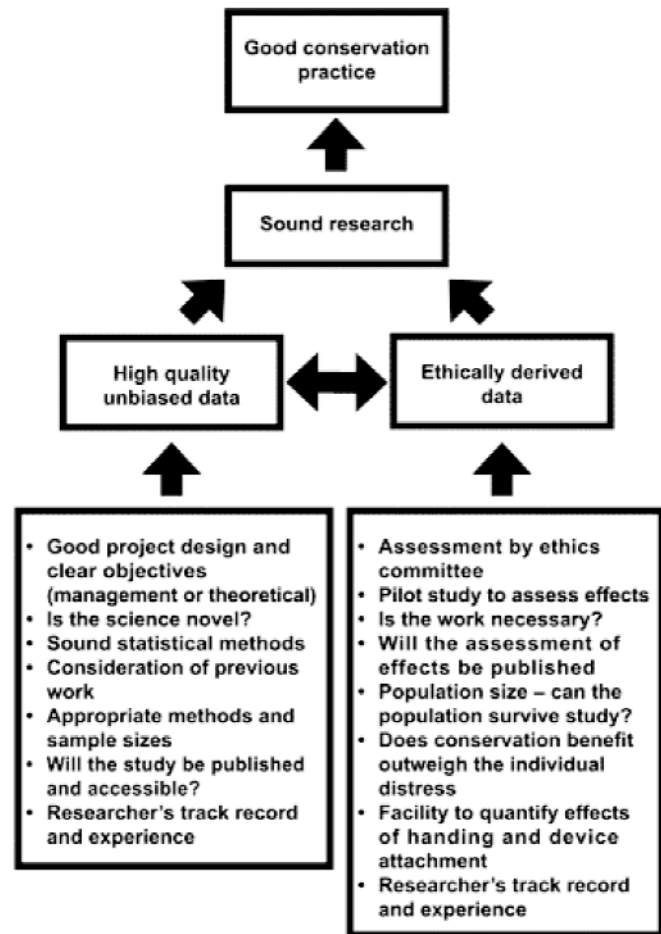 Good conservation
practice
Sound research
High quality
unbiased data
Ethically derived
data
• Good project design and
clear objectives
(management or theoretical)
• Is the science novel?
• Sound statistical methods
• Consideration of previous
work
• Appropriate methods and
sample sizes
• Will the study be published
and accessible?
• Researcher's track record
and experience
• Assessment by ethics
committee
• Pilot study to assess effects
• Is the work necessary?
• Will the assessment of
effects be published
• Population size – can the
population survive study?
• Does conservation benefit
outweigh the individual
distress
• Facility to quantify effects
of handing and device
attachment
• Researcher's track record
and experience